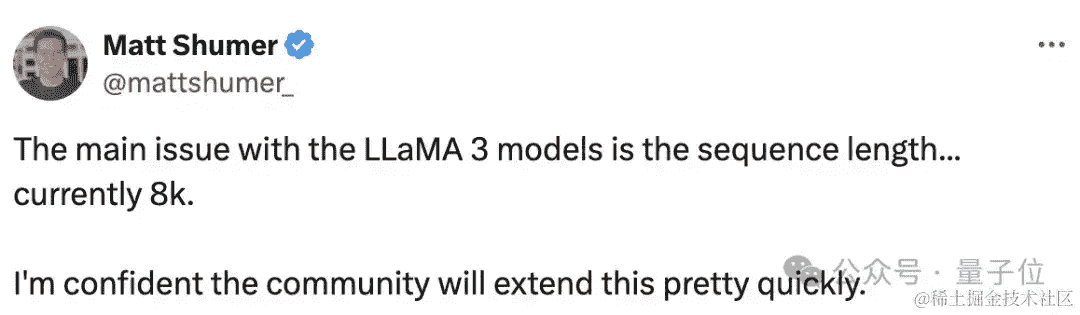 Matt Shumer
@mattshumer_
The main issue with the LLaMA 3 models is the sequence length...
currently 8k.
I'm confident the community will extend this pretty quickly.
公众号 · 量子位
@稀土掘金技术社区